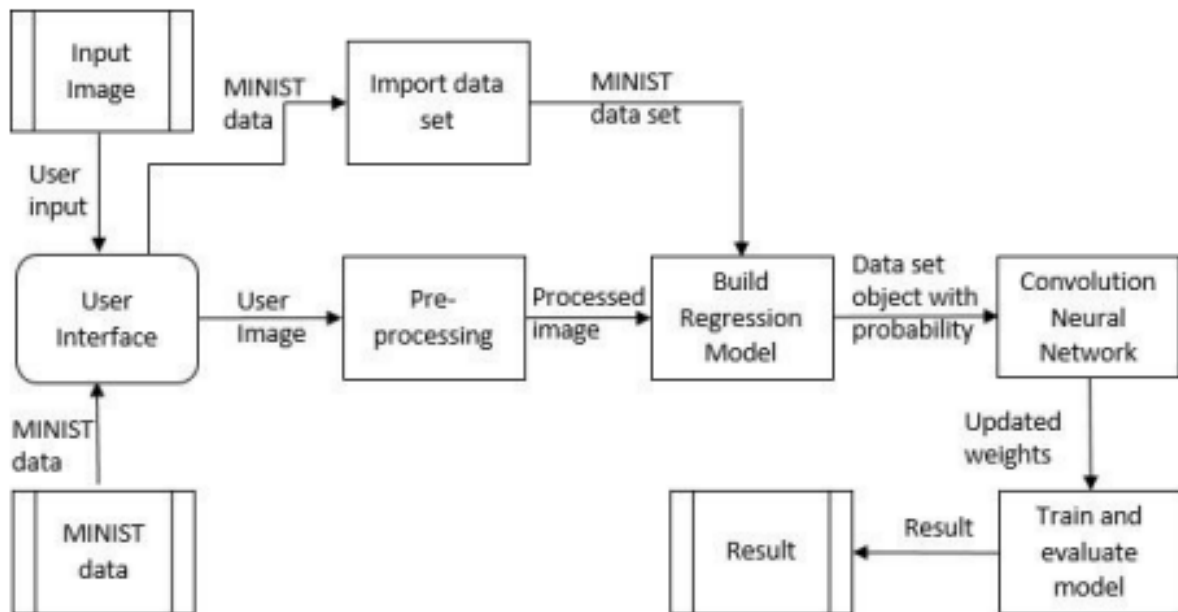 Input
Image
MINIST
data
Import data
set
MINIST
data set
User
input
User
Interface
User
Image
Pre-
processing
Processed
image
Build
Regression
Model
Data set
object with
probability
Convolution
Neural
Network
MINIST
data
Updated
weights
MINIST
data
Result
Result
Train and
evaluate
model